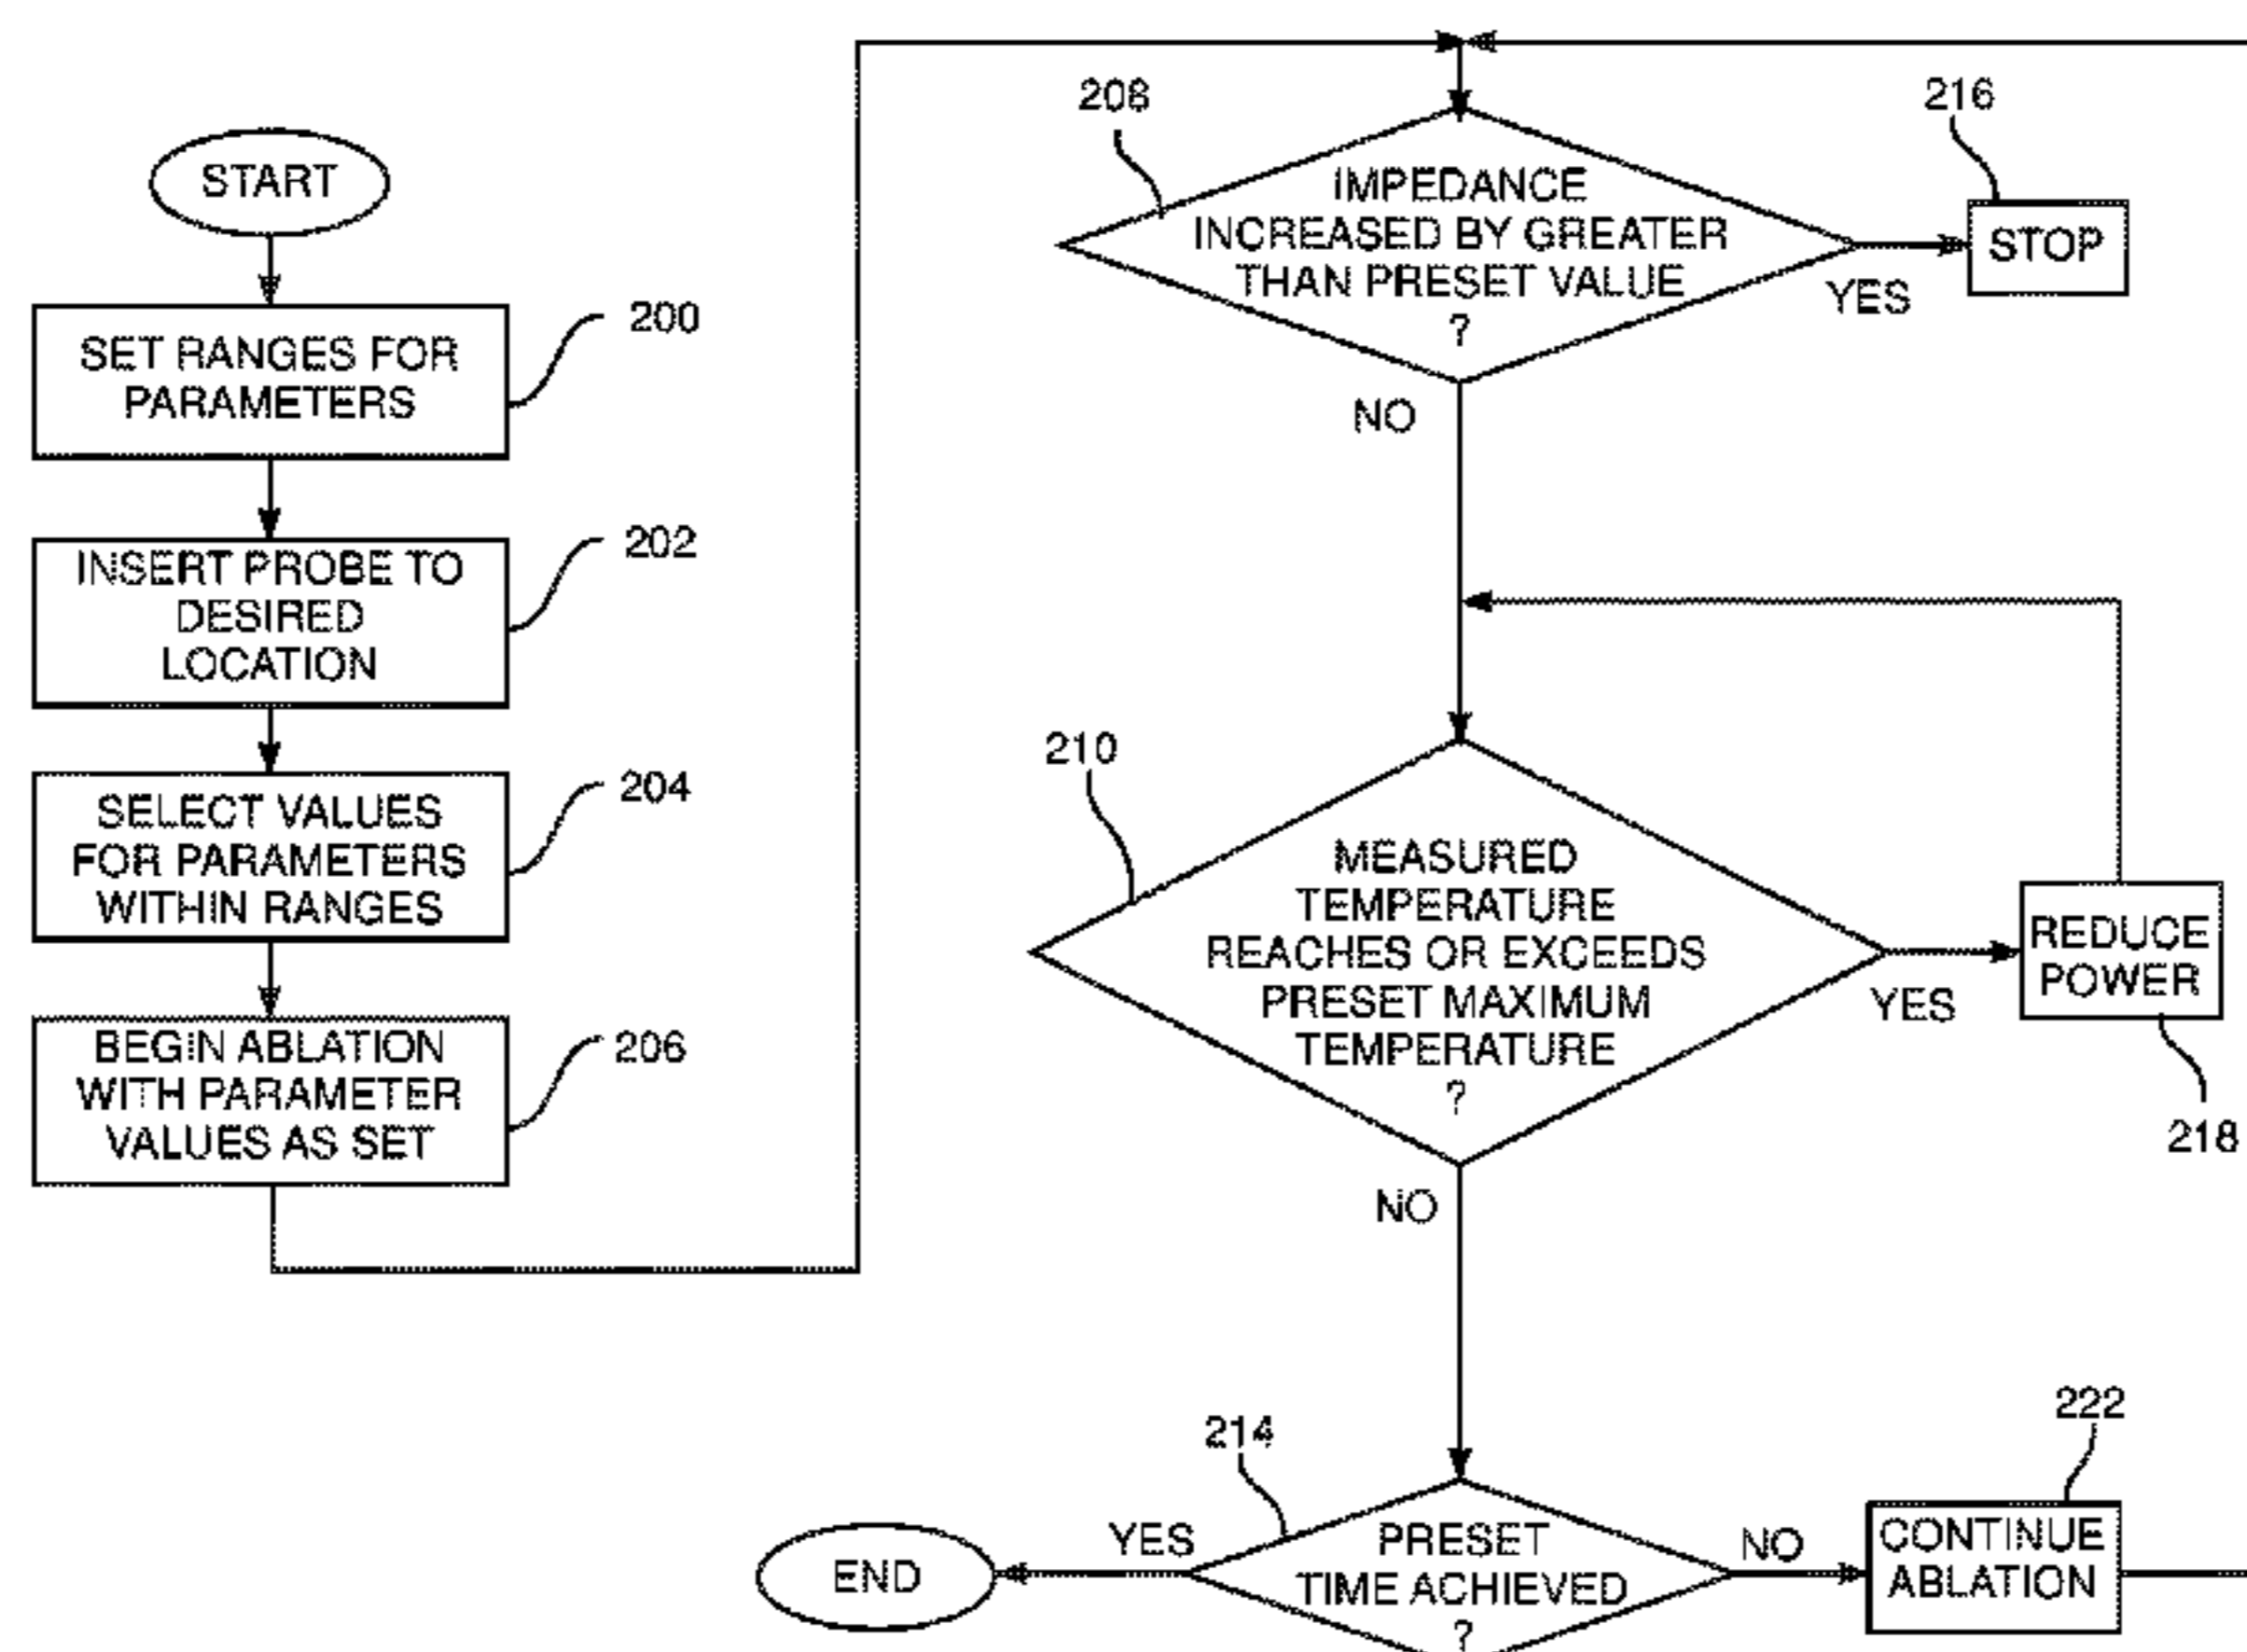 START
SET RANGES FOR
PARAMETERS
200
INSERT PROBE TO
DESIRED
LOCATION
202
SELECT VALUES
FOR PARAMETERS
WITHIN RANGES
204
BEGIN ABLATION
WITH PARAMETER
VALUES AS SET
206
208
IMPEDANCE
INCREASED BY GREATER
THAN PRESET VALUE
?
YES
216
STOP
NO
210
MEASURED
TEMPERATURE
REACHES OR EXCEEDS
PRESET MAXIMUM
TEMPERATURE
?
YES
REDUCE
POWER
218
NO
214
PRESET
TIME ACHIEVED
?
YES
END
NO
222
CONTINUE
ABLATION